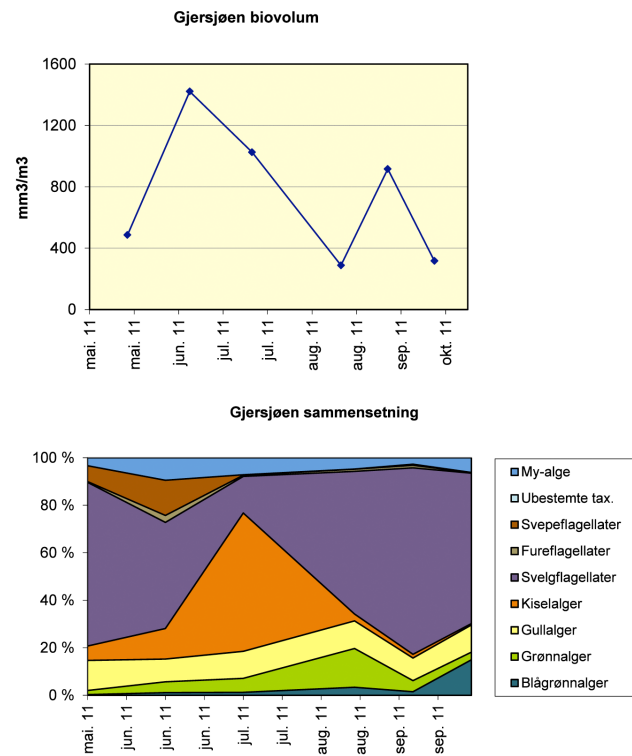 Gjersjøen biovolum
mm3/m3
1600
1200
800
400
0
mai. 11
mai. 11
jun. 11
jul. 11
jul. 11
aug. 11
aug. 11
sep. 11
okt. 11
Gjersjøen sammensetning
100 %
80 %
60 %
40 %
20 %
0 %
mai. 11
jun. 11
jun. 11
jul. 11
jul. 11
jul. 11
aug. 11
aug. 11
sep. 11
sep. 11
My-alge
Ubestemte tax.
Svepeflagellater
Fureflagellater
Svelgflagellater
Kiselalger
Gullalger
Grønnalger
Blågrønnalger